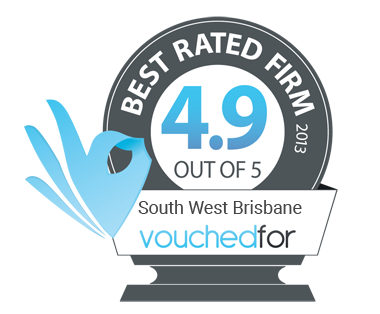 BEST RATED FIRM
2013
4.9
OUT OF 5
South West Brisbane
vouchedfor